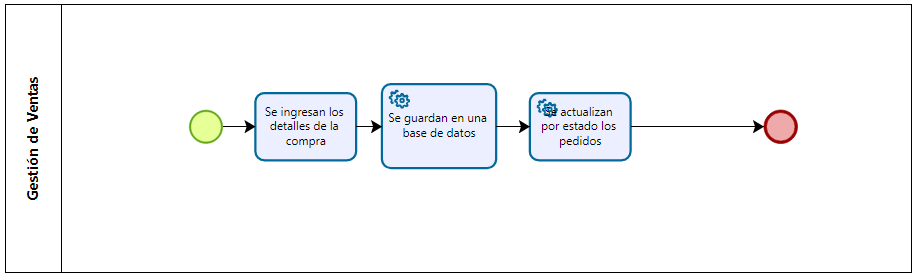 Gestión de Ventas
Se ingresan los
detalles de la
compra
Se guardan en una
base de datos
Se actualizan
por estado los
pedidos